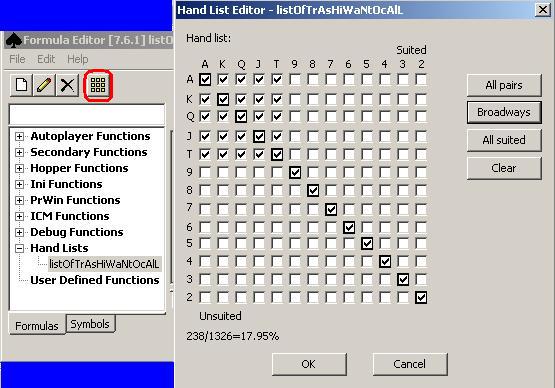 Formula Editor [7.6.1] listO
File Edit Help
Autoplayer Functions
Secondary Functions
Hopper Functions
Ini Functions
PrWin Functions
ICM Functions
Debug Functions
Hand Lists
listOfTrAsHiWaNtOcAlL
User Defined Functions
Formulas Symbols
Hand List Editor - listOfTrAsHiWaNtOcAlL
Hand list:
Suited
A K Q J T 9 8 7 6 5 4 3 2
A
K
Q
J
T
9
8
7
6
5
4
3
2
Unsuited
238/1326=17.95%
All pairs
Broadways
All suited
Clear
OK Cancel